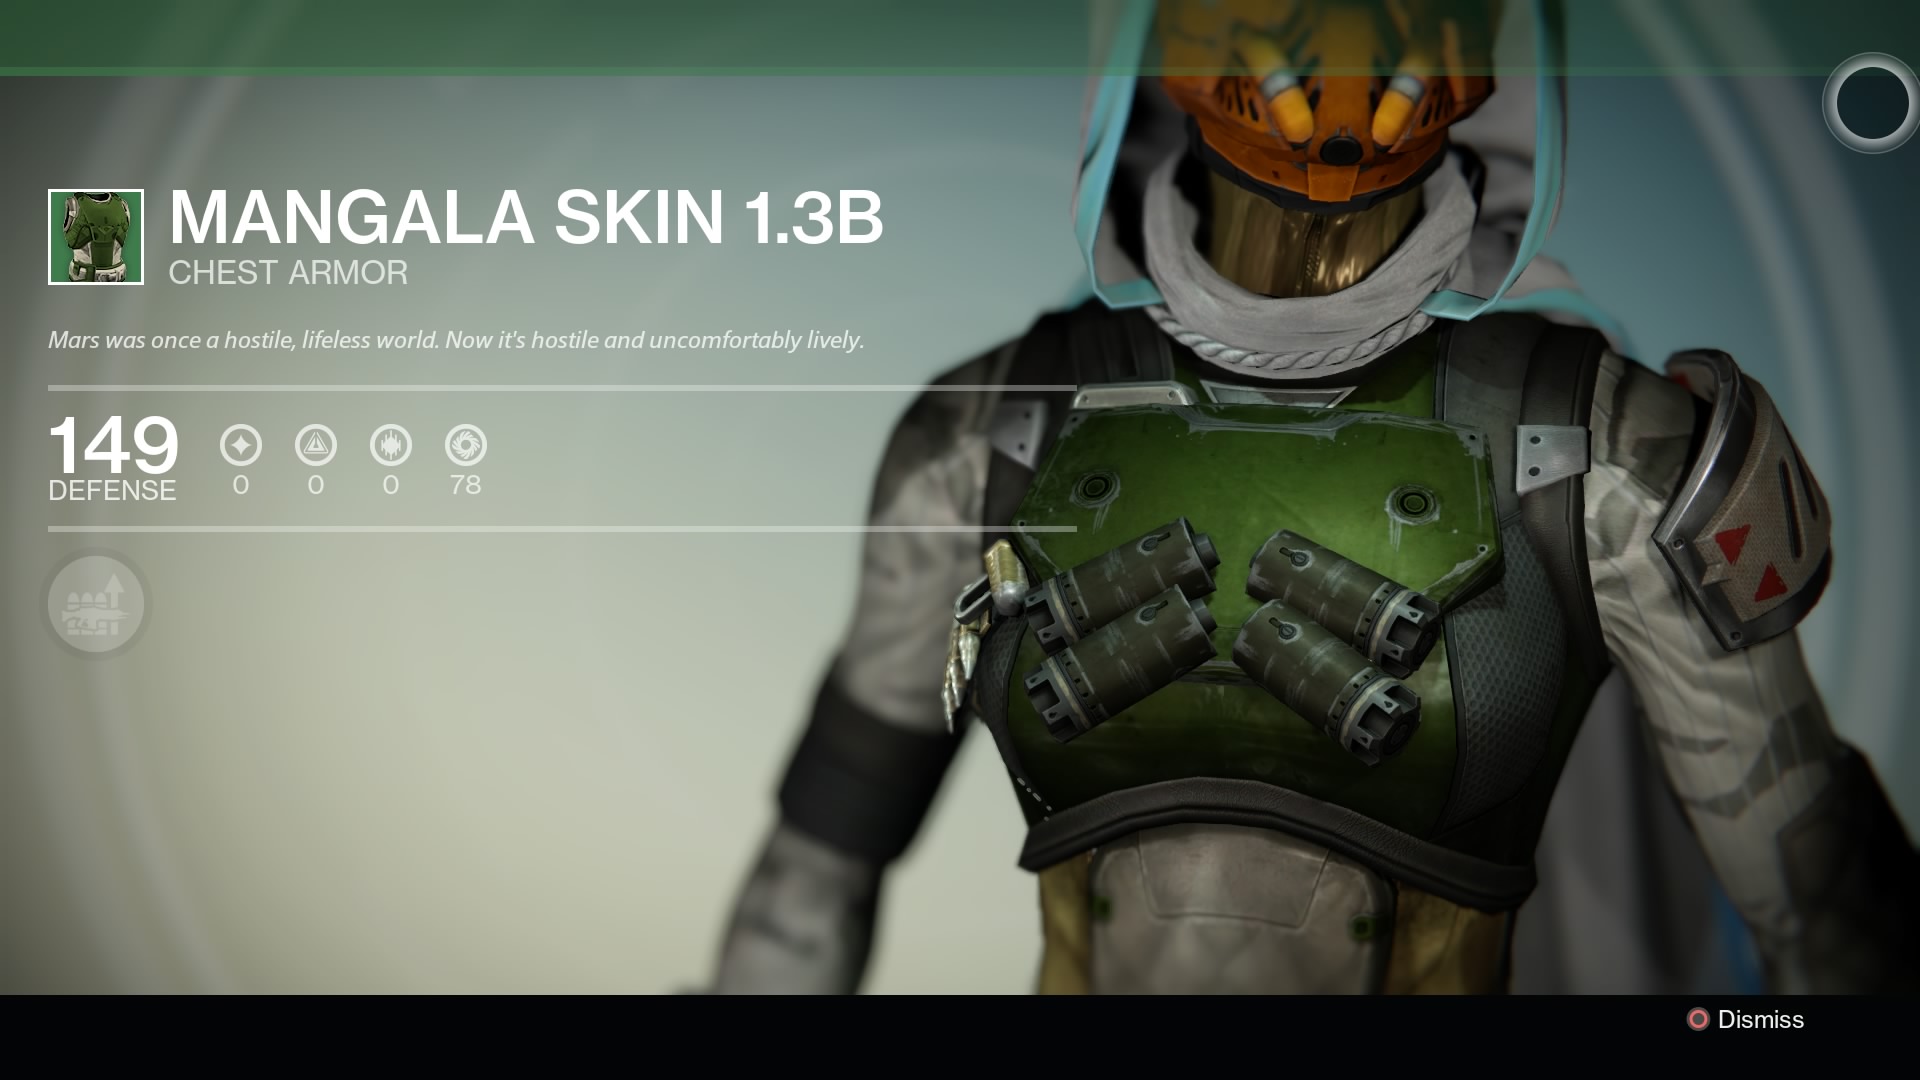 MANGALA SKIN 1.3B
CHEST ARMOR
Mars was once a hostile, lifeless world. Now it's hostile and uncomfortably lively.
149
DEFENSE
0 0 0 78
Dismiss